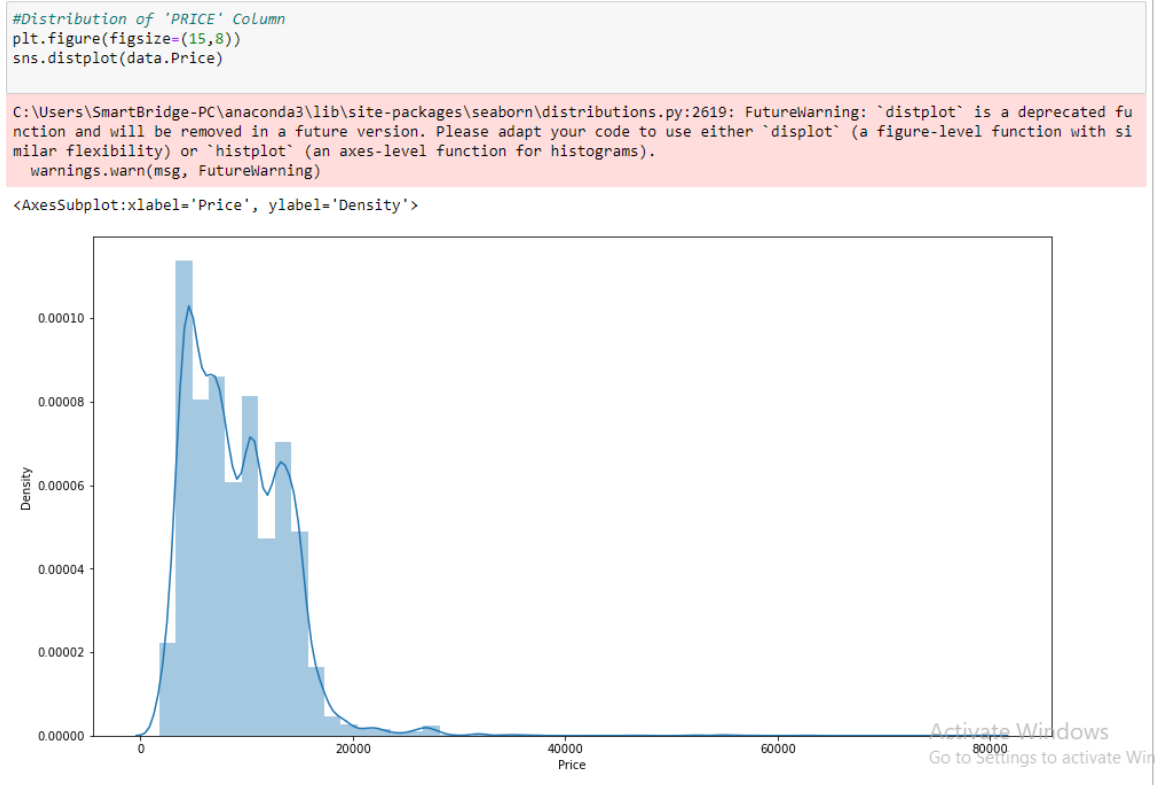 #Distribution of 'PRICE' Column
plt.figure(figsize=(15,8))
sns.distplot(data.Price)
C:\Users\SmartBridge-PC\anaconda3\lib\site-packages\seaborn\distributions.py:2619: FutureWarning: `distplot` is a deprecated fu
nction and will be removed in a future version. Please adapt your code to use either `displot` (a figure-level function with si
milar flexibility) or `histplot` (an axes-level function for histograms).
warnings.warn(msg, FutureWarning)
<AxesSubplot:xlabel='Price', ylabel='Density'>
0.00010
0.00008
0.00006
0.00004
0.00002
0.00000
Density
0 20000 40000 60000 80000
Price
Activate Windows
Go to Settings to activate Win